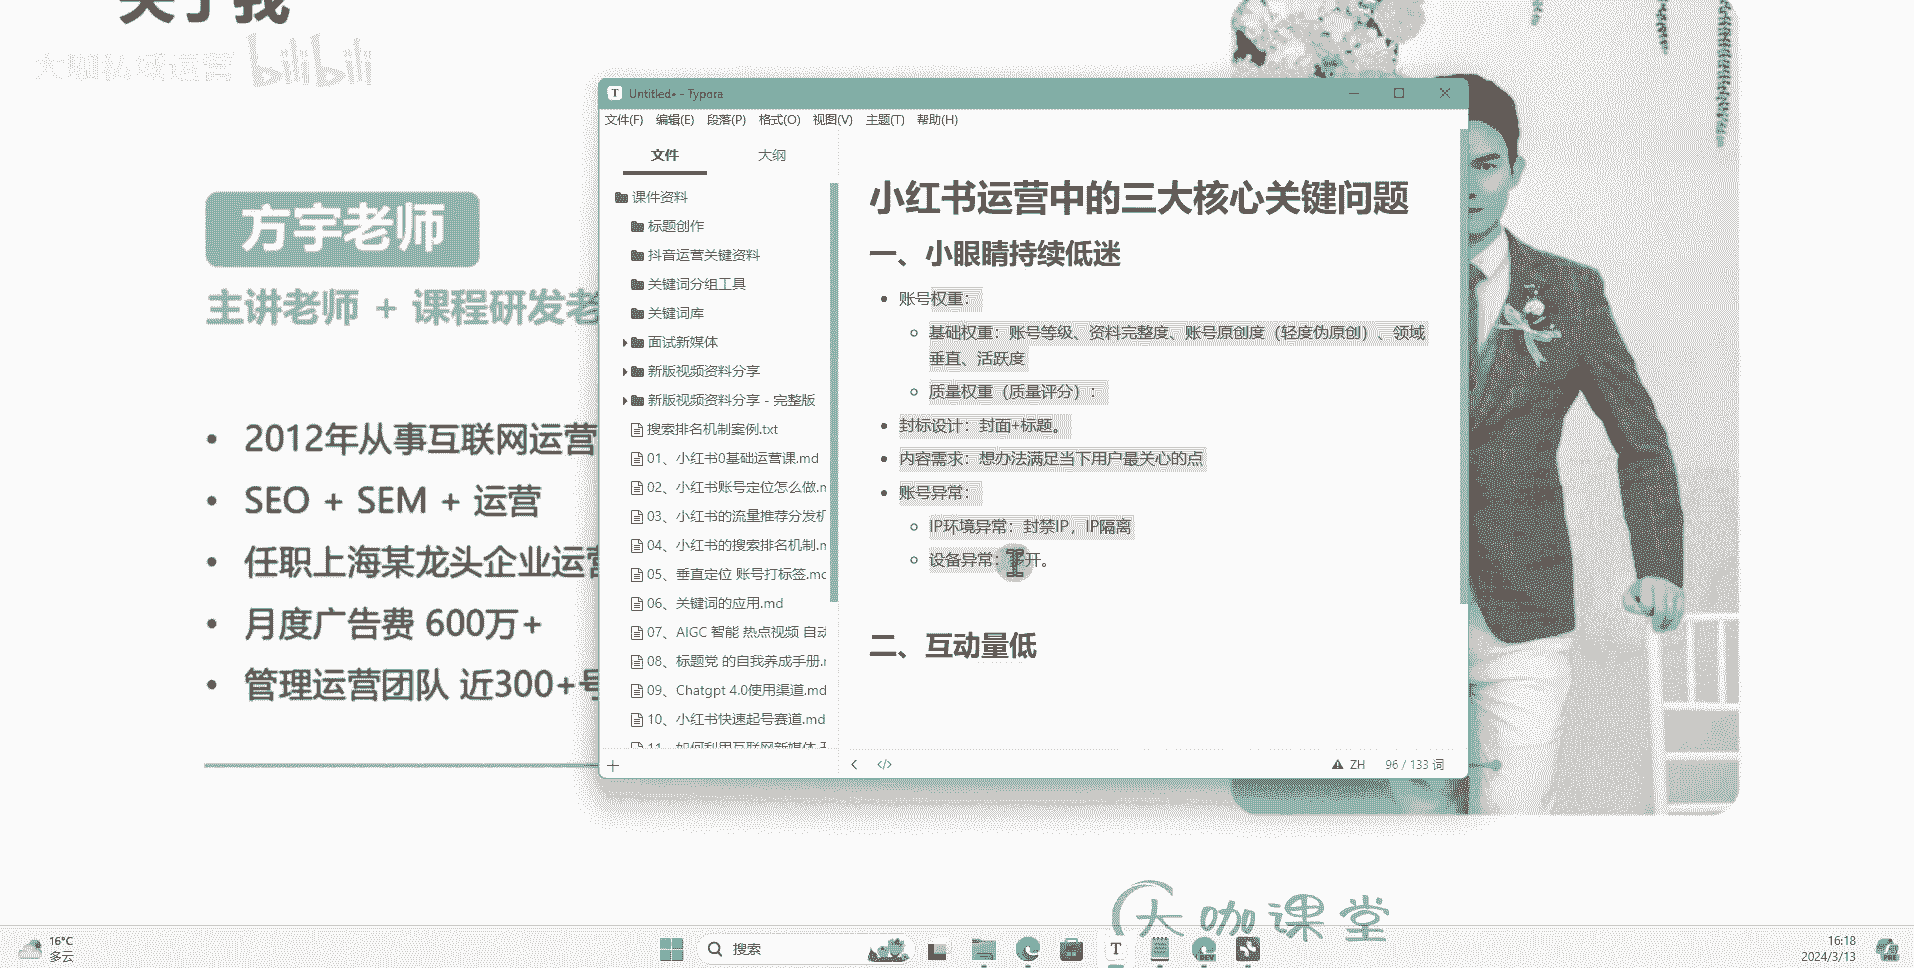 关于我
大咖私域运营 bilibili
方宇老师
主讲老师 + 课程研发老
2012年从事互联网运营
SEO + SEM + 运营
任职上海某龙头企业运营
月度广告费 600万+
管理运营团队 近300+号
Untitled• - Typora
文件(F) 编辑(E) 段落(P) 格式(O) 视图(V) 主题(T) 帮助(H)
文件 大纲
课件资料
标题创作
抖音运营关键资料
关键词分组工具
关键词库
面试新媒体
新版视频资料分享
新版视频资料分享 - 完整版
搜索排名机制案例.txt
01、小红书0基础运营课.md
02、小红书账号定位怎么做.m
03、小红书的流量推荐分发机
04、小红书的搜索排名机制.m
05、垂直定位 账号打标签.md
06、关键词的应用.md
07、AIGC 智能 热点视频 自动
08、标题党 的自我养成手册.r
09、Chatgpt 4.0使用渠道.md
10、小红书快速起号赛道.md
11、如何利用互联网新媒体
小红书运营中的三大核心关键问题
一、小眼睛持续低迷
账号权重：
基础权重：账号等级、资料完整度、账号原创度（轻度伪原创）、领域
垂直、活跃度
质量权重（质量评分）：
封标设计：封面+标题。
内容需求：想办法满足当下用户最关心的点
账号异常：
IP环境异常：封禁IP，IP隔离
设备异常：多开。
二、互动量低
ZH 96 / 133 词
大咖课堂
16°C
多云
搜索
DEV
16:18
2024/3/13
PRE